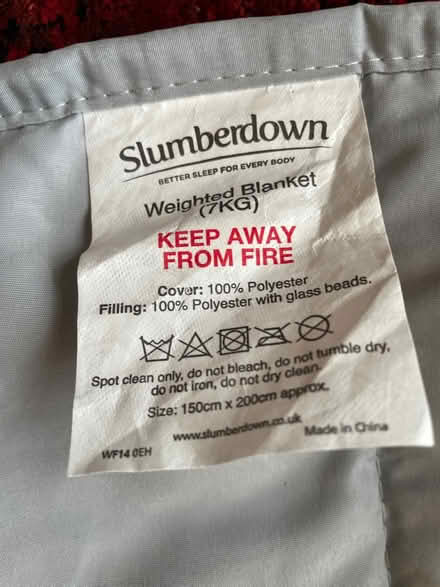 Slumberdown
BETTER SLEEP FOR EVERY BODY
Weighted Blanket
(7KG)
KEEP AWAY
FROM FIRE
Cover: 100% Polyester
Filling: 100% Polyester with glass beads.
Spot clean only, do not bleach, do not tumble dry,
do not iron, do not dry clean.
Size: 150cm x 200cm approx.
www.slumberdown.co.uk
Made in China
WF14 0EH